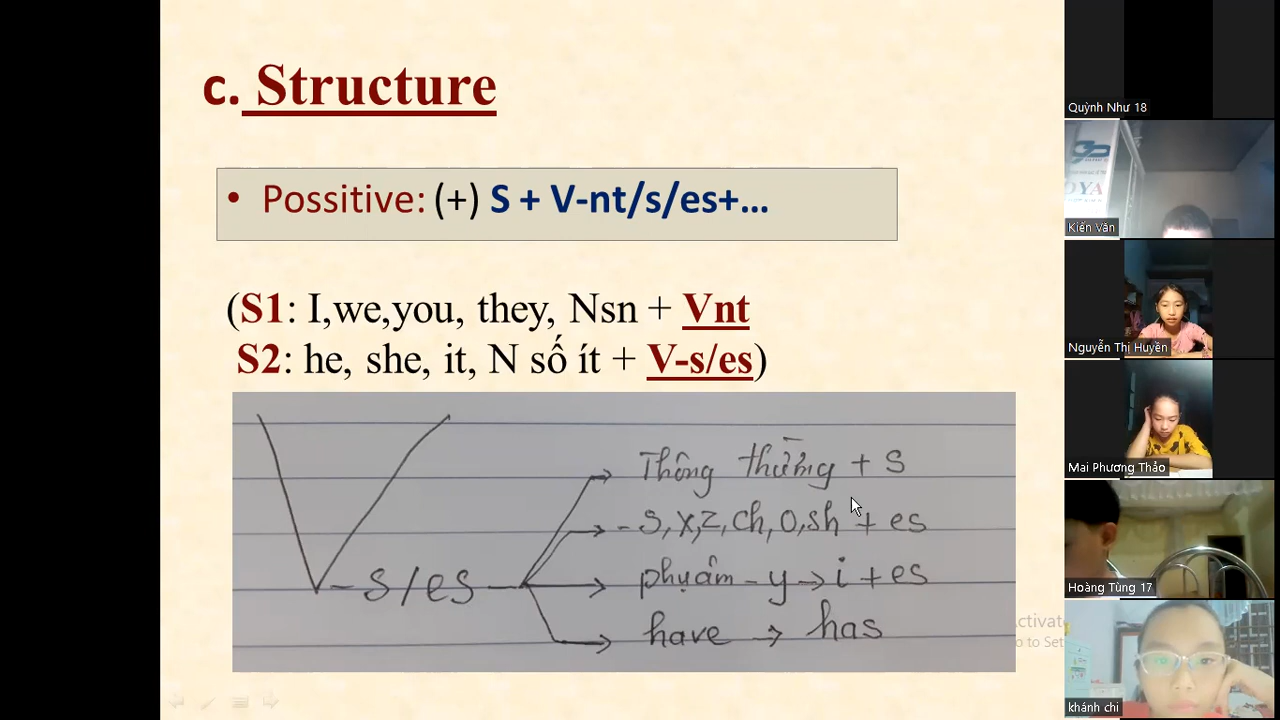 c. Structure
• Possitive: (+) S + V-nt/s/es+...
(S1: I,we,you, they, Nsn + Vnt
S2: he, she, it, N số ít + V-s/es)
Thông thường + s
- s, x, z, ch, o, sh + es
V - s/es
phụ âm - y → i + es
have → has
Quỳnh Như 18
Kiến Văn
Nguyễn Thị Huyền
Mai Phương Thảo
Hoàng Tùng 17
khánh chi